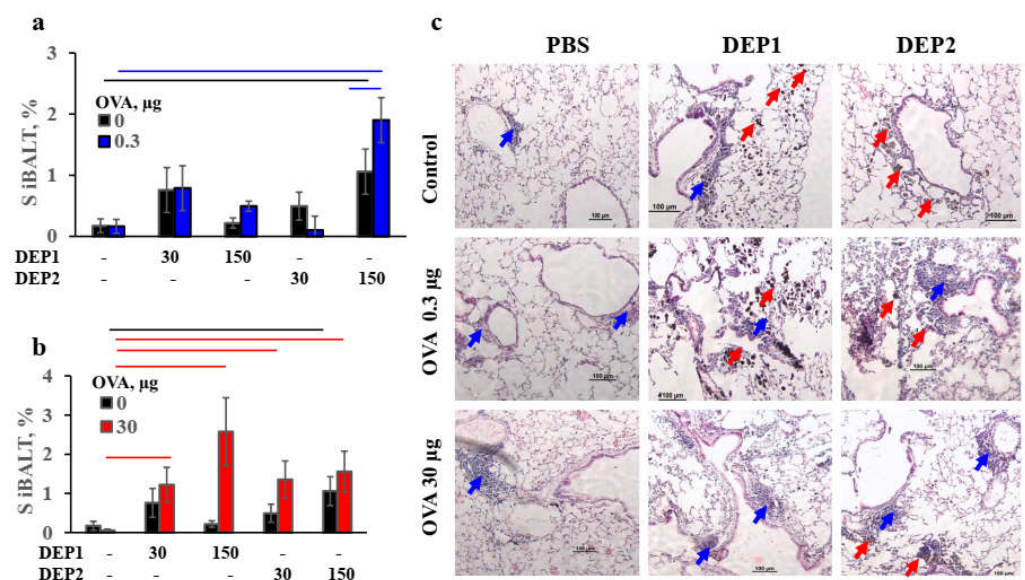 a
3
2
1
0
S iBALT, %
OVA, µg
0
0.3
DEP1 - 30 150 - -
DEP2 - - - 30 150
b
4
3
2
1
0
S iBALT, %
OVA, µg
0
30
DEP1 - 30 150 - -
DEP2 - - - 30 150
c
PBS DEP1 DEP2
Control
100 µm
100 µm
100 µm
OVA 0.3 µg
100 µm
100 µm
100 µm
OVA 30 µg
100 µm
100 µm
100 µm